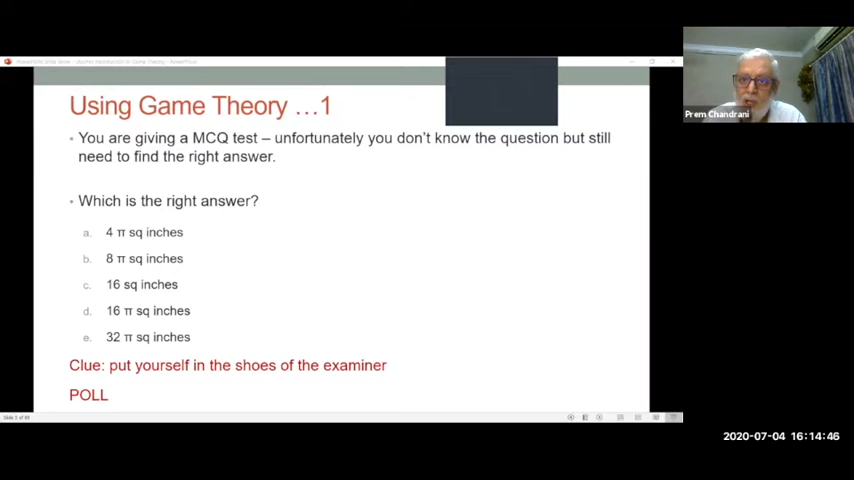 Using Game Theory …1
• You are giving a MCQ test – unfortunately you don't know the question but still
need to find the right answer.
• Which is the right answer?
a. 4 π sq inches
b. 8 π sq inches
c. 16 sq inches
d. 16 π sq inches
e. 32 π sq inches
Clue: put yourself in the shoes of the examiner
POLL
Prem Chandrani
2020-07-04 16:14:46